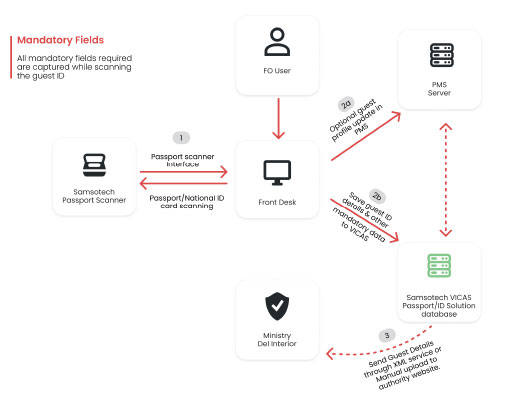 Mandatory Fields
All mandatory fields required
are captured while scanning
the guest ID
FO User
PMS
Server
2a
Optional guest
profile update in
PMS
1
Passport scanner
Interface
Samsotech
Passport Scanner
Passport/National ID
card scanning
Front Desk
2b
Save guest ID
details & other
mandatory data
to VICAS
Samsotech VICAS
Passport/ID Solution
database
Ministry
Del Interior
3
Send Guest Details
through XML service or
Manual upload to
authority website.